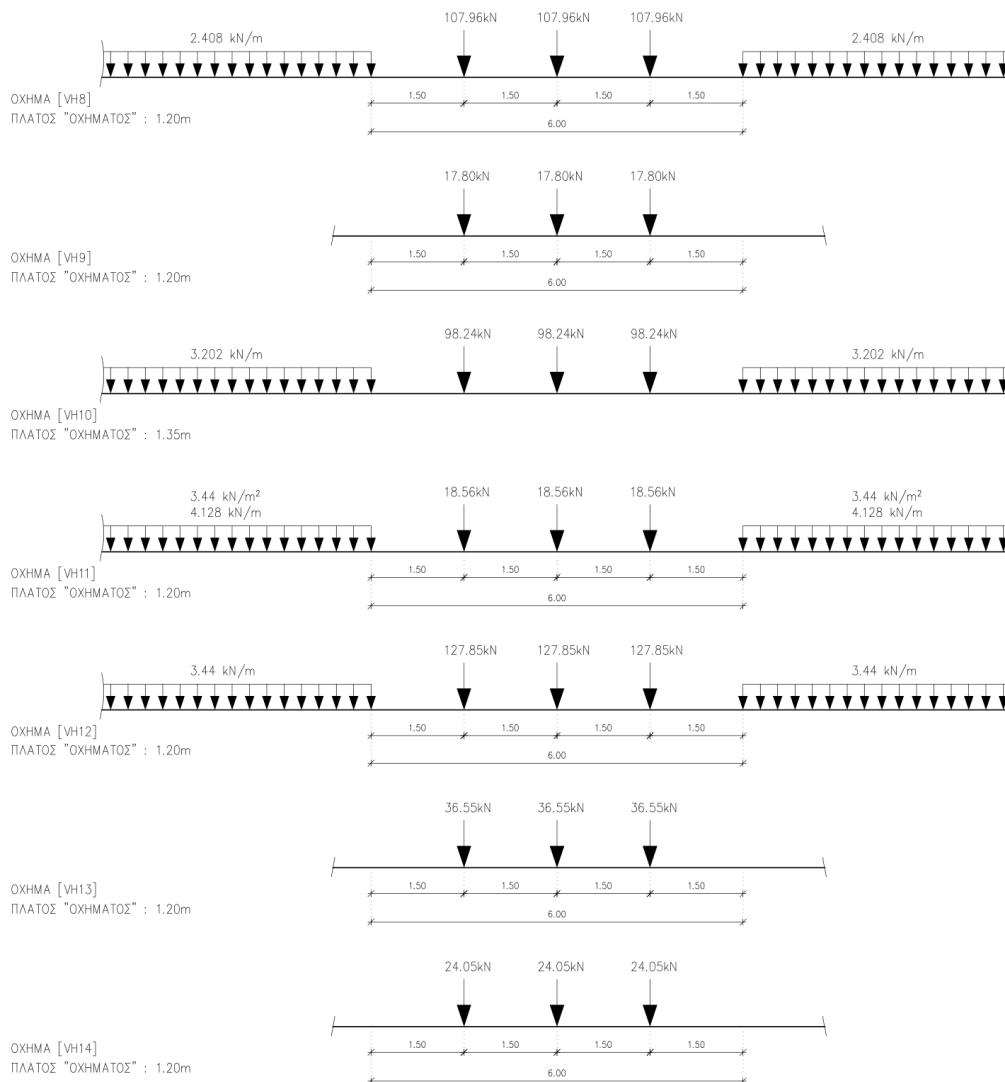 107.96kN 107.96kN 107.96kN
2.408 kN/m 2.408 kN/m
1.50 1.50 1.50 1.50
ΟΧΗΜΑ [VH8]
ΠΛΑΤΟΣ "ΟΧΗΜΑΤΟΣ" : 1.20m
6.00
17.80kN 17.80kN 17.80kN
1.50 1.50 1.50 1.50
ΟΧΗΜΑ [VH9]
ΠΛΑΤΟΣ "ΟΧΗΜΑΤΟΣ" : 1.20m
6.00
98.24kN 98.24kN 98.24kN
3.202 kN/m 3.202 kN/m
ΟΧΗΜΑ [VH10]
ΠΛΑΤΟΣ "ΟΧΗΜΑΤΟΣ" : 1.35m
18.56kN 18.56kN 18.56kN
3.44 kN/m² 3.44 kN/m²
4.128 kN/m 4.128 kN/m
1.50 1.50 1.50 1.50
ΟΧΗΜΑ [VH11]
ΠΛΑΤΟΣ "ΟΧΗΜΑΤΟΣ" : 1.20m
6.00
127.85kN 127.85kN 127.85kN
3.44 kN/m 3.44 kN/m
1.50 1.50 1.50 1.50
ΟΧΗΜΑ [VH12]
ΠΛΑΤΟΣ "ΟΧΗΜΑΤΟΣ" : 1.20m
6.00
36.55kN 36.55kN 36.55kN
1.50 1.50 1.50 1.50
ΟΧΗΜΑ [VH13]
ΠΛΑΤΟΣ "ΟΧΗΜΑΤΟΣ" : 1.20m
6.00
24.05kN 24.05kN 24.05kN
1.50 1.50 1.50 1.50
ΟΧΗΜΑ [VH14]
ΠΛΑΤΟΣ "ΟΧΗΜΑΤΟΣ" : 1.20m
6.00